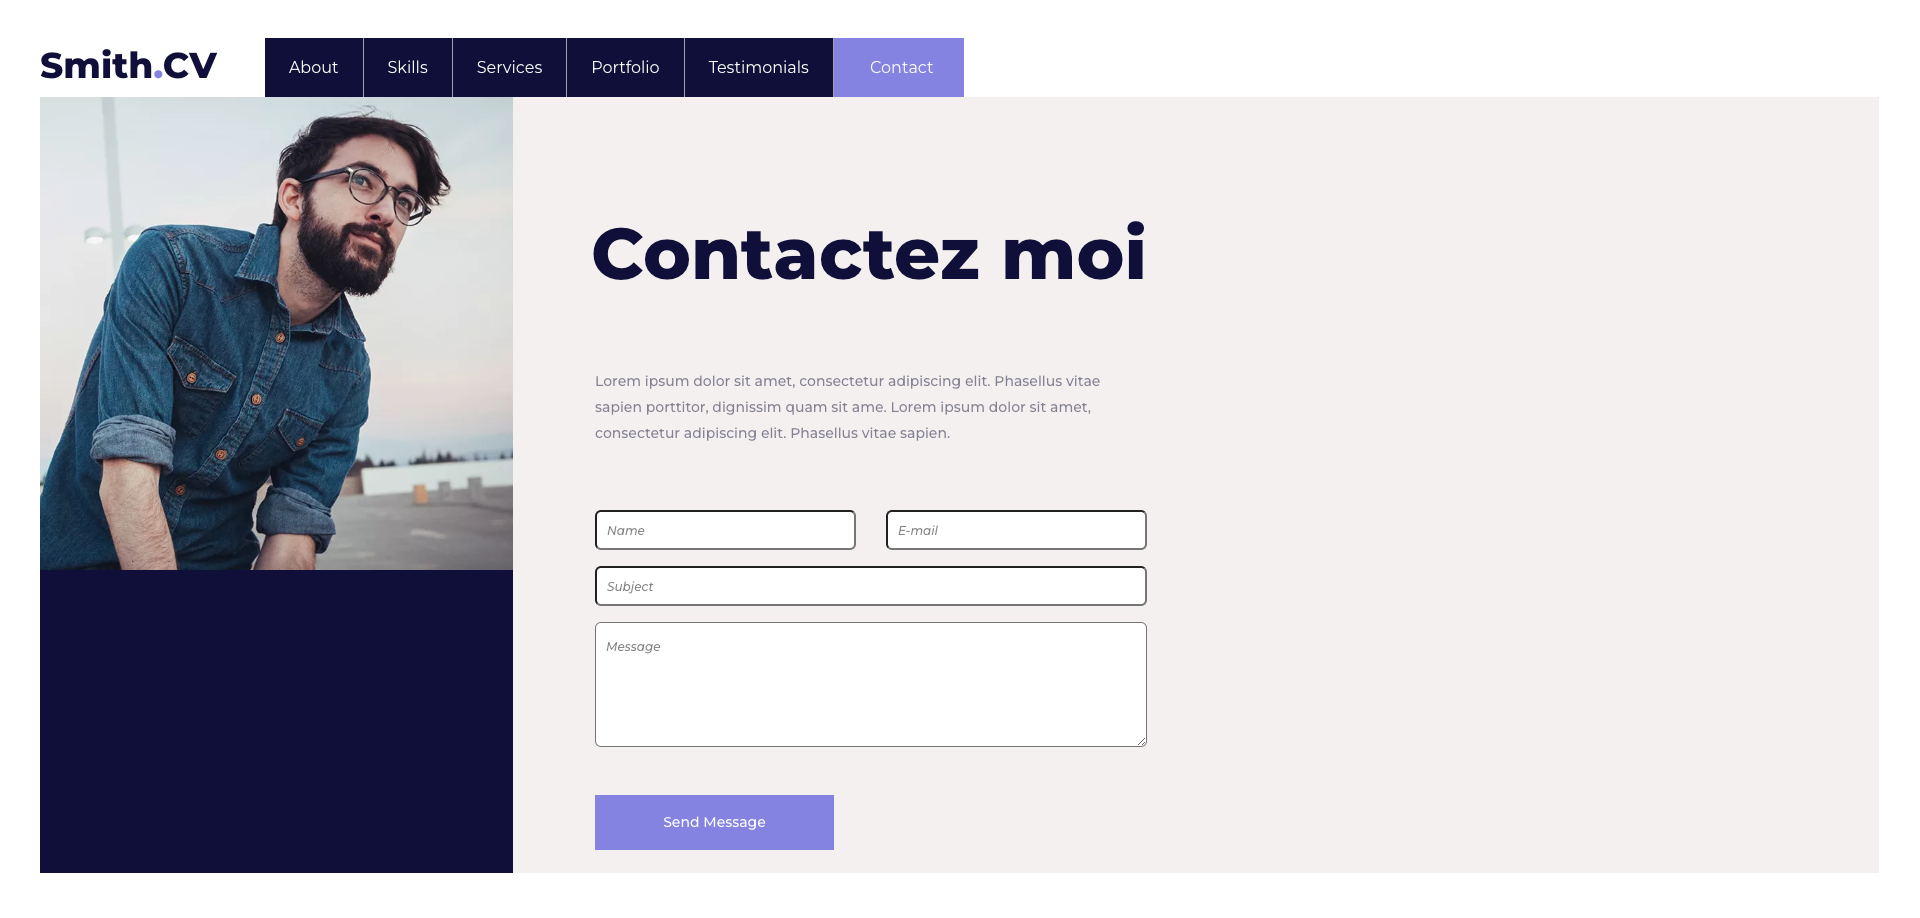 Smith.CV
About
Skills
Services
Portfolio
Testimonials
Contact
Contactez moi
Lorem ipsum dolor sit amet, consectetur adipiscing elit. Phasellus vitae
sapien porttitor, dignissim quam sit ame. Lorem ipsum dolor sit amet,
consectetur adipiscing elit. Phasellus vitae sapien.
Name
E-mail
Subject
Message
Send Message